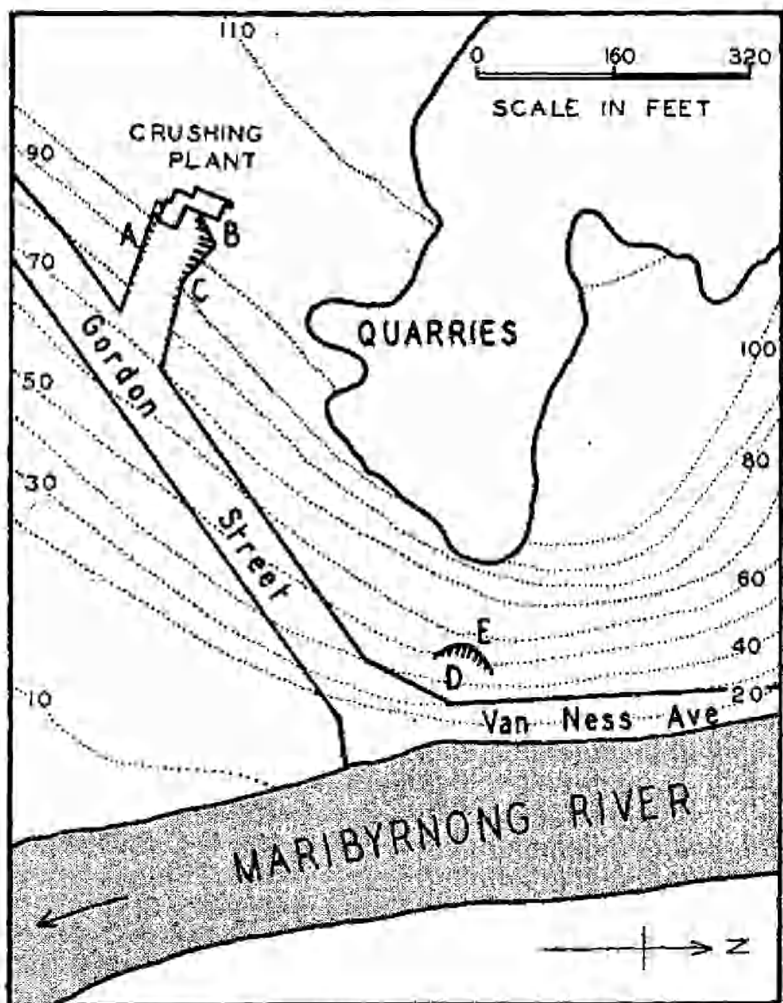 110
0 160 320
SCALE IN FEET
CRUSHING
PLANT
90
A
B
70
C
Gordon
QUARRIES
100
50
80
30
Street
60
E
40
D
10
20
Van Ness Ave
MARIBYRNONG RIVER
N